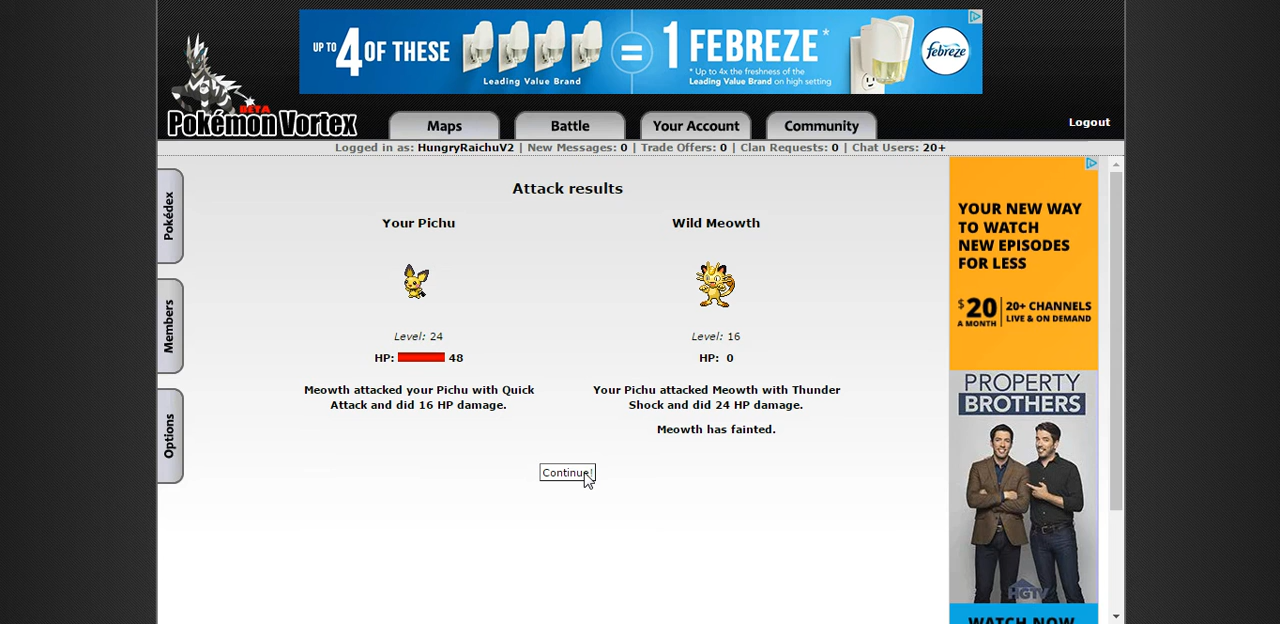 UP TO 4 OF THESE = 1 FEBREZE*
Leading Value Brand
* Up to 4x the freshness of the
Leading Value Brand on high setting
febreze
BETA
Pokémon Vortex
Maps
Battle
Your Account
Community
Logout
Logged in as: HungryRaichuV2 | New Messages: 0 | Trade Offers: 0 | Clan Requests: 0 | Chat Users: 20+
Pokédex
Members
Options
Attack results
Your Pichu
Wild Meowth
Level: 24
Level: 16
HP: 48
HP: 0
Meowth attacked your Pichu with Quick
Attack and did 16 HP damage.
Your Pichu attacked Meowth with Thunder
Shock and did 24 HP damage.
Meowth has fainted.
Continue!
YOUR NEW WAY
TO WATCH
NEW EPISODES
FOR LESS
$20
A MONTH
20+ CHANNELS
LIVE & ON DEMAND
PROPERTY
BROTHERS
HGTV
WATCH NOW